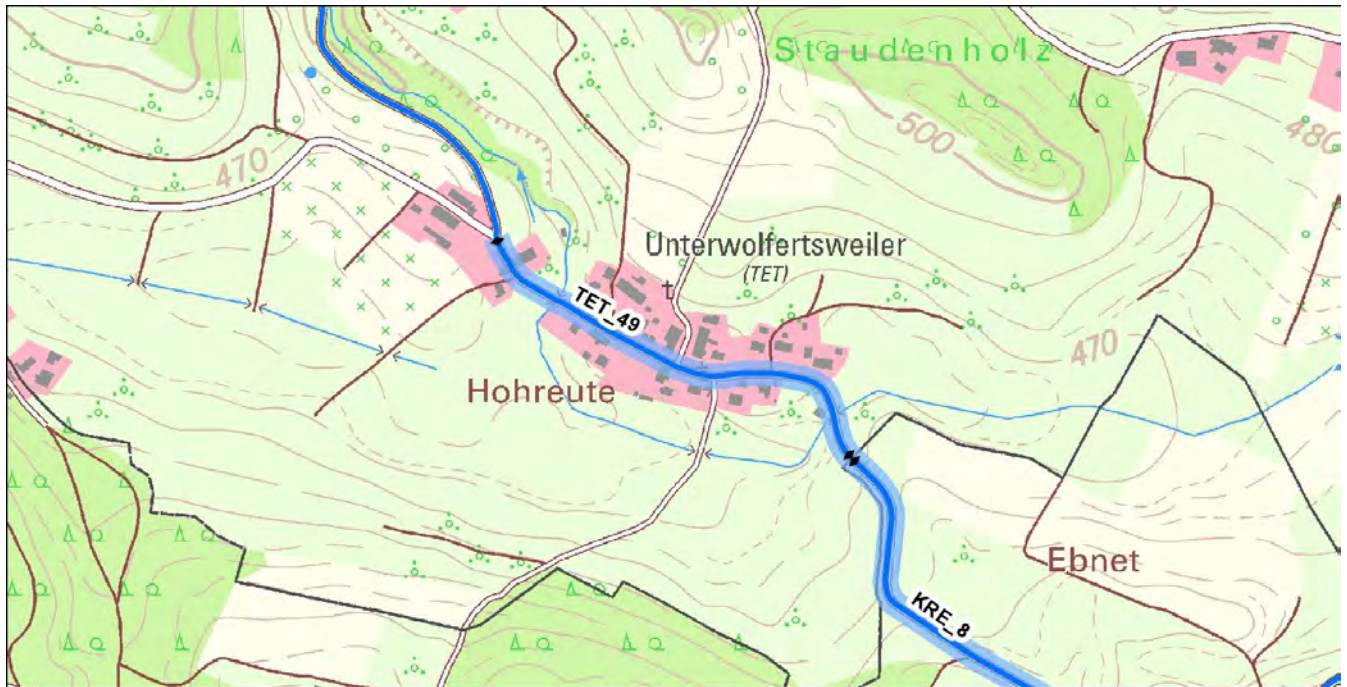 Staudenholz
500
480
470
Unterwolfertsweiler
(TET)
t
TET_49
470
Hohreute
Ebnet
KRE_8